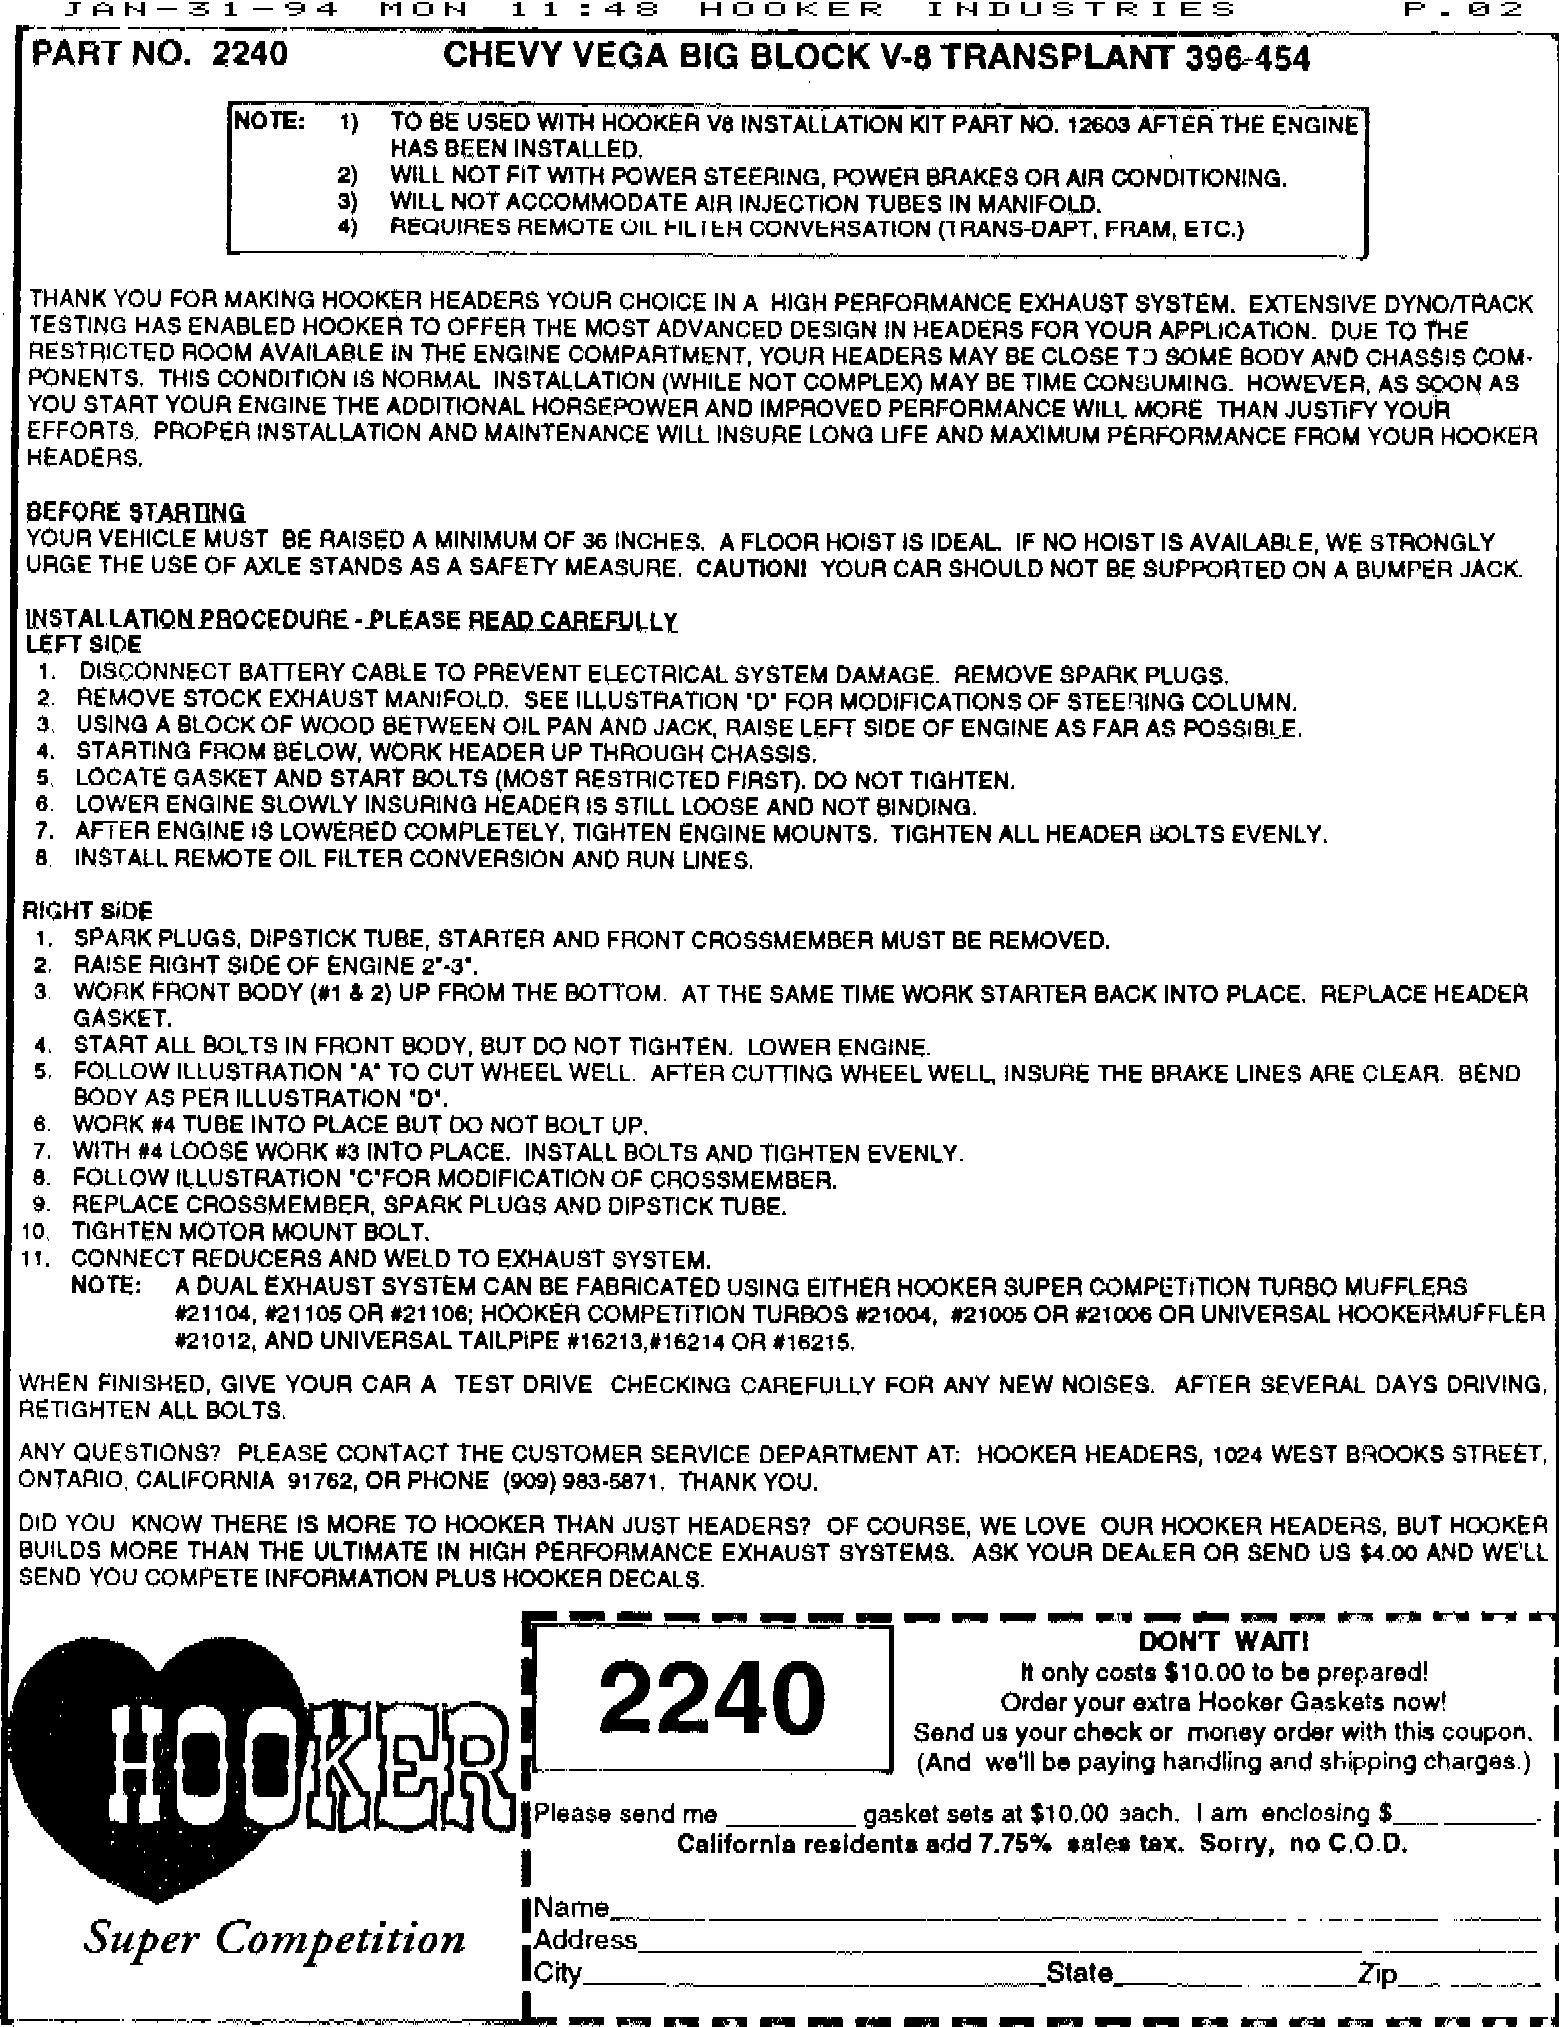 JAN-31-94 MON 11:48 HOOKER INDUSTRIES P.02
PART NO. 2240 CHEVY VEGA BIG BLOCK V-8 TRANSPLANT 396-454
NOTE: 1) TO BE USED WITH HOOKER V8 INSTALLATION KIT PART NO. 12603 AFTER THE ENGINE
HAS BEEN INSTALLED.
2) WILL NOT FIT WITH POWER STEERING, POWER BRAKES OR AIR CONDITIONING.
3) WILL NOT ACCOMMODATE AIR INJECTION TUBES IN MANIFOLD.
4) REQUIRES REMOTE OIL FILTER CONVERSATION (TRANS-DAPT, FRAM, ETC.)
THANK YOU FOR MAKING HOOKER HEADERS YOUR CHOICE IN A HIGH PERFORMANCE EXHAUST SYSTEM. EXTENSIVE DYNO/TRACK
TESTING HAS ENABLED HOOKER TO OFFER THE MOST ADVANCED DESIGN IN HEADERS FOR YOUR APPLICATION. DUE TO THE
RESTRICTED ROOM AVAILABLE IN THE ENGINE COMPARTMENT, YOUR HEADERS MAY BE CLOSE TO SOME BODY AND CHASSIS COM-
PONENTS. THIS CONDITION IS NORMAL INSTALLATION (WHILE NOT COMPLEX) MAY BE TIME CONSUMING. HOWEVER, AS SOON AS
YOU START YOUR ENGINE THE ADDITIONAL HORSEPOWER AND IMPROVED PERFORMANCE WILL MORE THAN JUSTIFY YOUR
EFFORTS. PROPER INSTALLATION AND MAINTENANCE WILL INSURE LONG LIFE AND MAXIMUM PERFORMANCE FROM YOUR HOOKER
HEADERS.
BEFORE STARTING
YOUR VEHICLE MUST BE RAISED A MINIMUM OF 36 INCHES. A FLOOR HOIST IS IDEAL. IF NO HOIST IS AVAILABLE, WE STRONGLY
URGE THE USE OF AXLE STANDS AS A SAFETY MEASURE. CAUTION! YOUR CAR SHOULD NOT BE SUPPORTED ON A BUMPER JACK.
INSTALLATION PROCEDURE - PLEASE READ CAREFULLY
LEFT SIDE
1. DISCONNECT BATTERY CABLE TO PREVENT ELECTRICAL SYSTEM DAMAGE. REMOVE SPARK PLUGS.
2. REMOVE STOCK EXHAUST MANIFOLD. SEE ILLUSTRATION "D" FOR MODIFICATIONS OF STEERING COLUMN.
3. USING A BLOCK OF WOOD BETWEEN OIL PAN AND JACK, RAISE LEFT SIDE OF ENGINE AS FAR AS POSSIBLE.
4. STARTING FROM BELOW, WORK HEADER UP THROUGH CHASSIS.
5. LOCATE GASKET AND START BOLTS (MOST RESTRICTED FIRST). DO NOT TIGHTEN.
6. LOWER ENGINE SLOWLY INSURING HEADER IS STILL LOOSE AND NOT BINDING.
7. AFTER ENGINE IS LOWERED COMPLETELY, TIGHTEN ENGINE MOUNTS. TIGHTEN ALL HEADER BOLTS EVENLY.
8. INSTALL REMOTE OIL FILTER CONVERSION AND RUN LINES.
RIGHT SIDE
1. SPARK PLUGS, DIPSTICK TUBE, STARTER AND FRONT CROSSMEMBER MUST BE REMOVED.
2. RAISE RIGHT SIDE OF ENGINE 2"-3".
3. WORK FRONT BODY (#1 & 2) UP FROM THE BOTTOM. AT THE SAME TIME WORK STARTER BACK INTO PLACE. REPLACE HEADER
GASKET.
4. START ALL BOLTS IN FRONT BODY, BUT DO NOT TIGHTEN. LOWER ENGINE.
5. FOLLOW ILLUSTRATION "A" TO CUT WHEEL WELL. AFTER CUTTING WHEEL WELL, INSURE THE BRAKE LINES ARE CLEAR. BEND
BODY AS PER ILLUSTRATION "D".
6. WORK #4 TUBE INTO PLACE BUT DO NOT BOLT UP.
7. WITH #4 LOOSE WORK #3 INTO PLACE. INSTALL BOLTS AND TIGHTEN EVENLY.
8. FOLLOW ILLUSTRATION "C"FOR MODIFICATION OF CROSSMEMBER.
9. REPLACE CROSSMEMBER, SPARK PLUGS AND DIPSTICK TUBE.
10. TIGHTEN MOTOR MOUNT BOLT.
11. CONNECT REDUCERS AND WELD TO EXHAUST SYSTEM.
NOTE: A DUAL EXHAUST SYSTEM CAN BE FABRICATED USING EITHER HOOKER SUPER COMPETITION TURBO MUFFLERS
#21104, #21105 OR #21106; HOOKER COMPETITION TURBOS #21004, #21005 OR #21006 OR UNIVERSAL HOOKERMUFFLER
#21012, AND UNIVERSAL TAILPIPE #16213,#16214 OR #16215.
WHEN FINISHED, GIVE YOUR CAR A TEST DRIVE CHECKING CAREFULLY FOR ANY NEW NOISES. AFTER SEVERAL DAYS DRIVING,
RETIGHTEN ALL BOLTS.
ANY QUESTIONS? PLEASE CONTACT THE CUSTOMER SERVICE DEPARTMENT AT: HOOKER HEADERS, 1024 WEST BROOKS STREET,
ONTARIO, CALIFORNIA 91762, OR PHONE (909) 983-5871. THANK YOU.
DID YOU KNOW THERE IS MORE TO HOOKER THAN JUST HEADERS? OF COURSE, WE LOVE OUR HOOKER HEADERS, BUT HOOKER
BUILDS MORE THAN THE ULTIMATE IN HIGH PERFORMANCE EXHAUST SYSTEMS. ASK YOUR DEALER OR SEND US $4.00 AND WE'LL
SEND YOU COMPETE INFORMATION PLUS HOOKER DECALS.
HOOKER
Super Competition
2240
DON'T WAIT!
It only costs $10.00 to be prepared!
Order your extra Hooker Gaskets now!
Send us your check or money order with this coupon.
(And we'll be paying handling and shipping charges.)
Please send me ________ gasket sets at $10.00 each. I am enclosing $________.
California residents add 7.75% sales tax. Sorry, no C.O.D.
Name________
Address________
City________State________Zip________